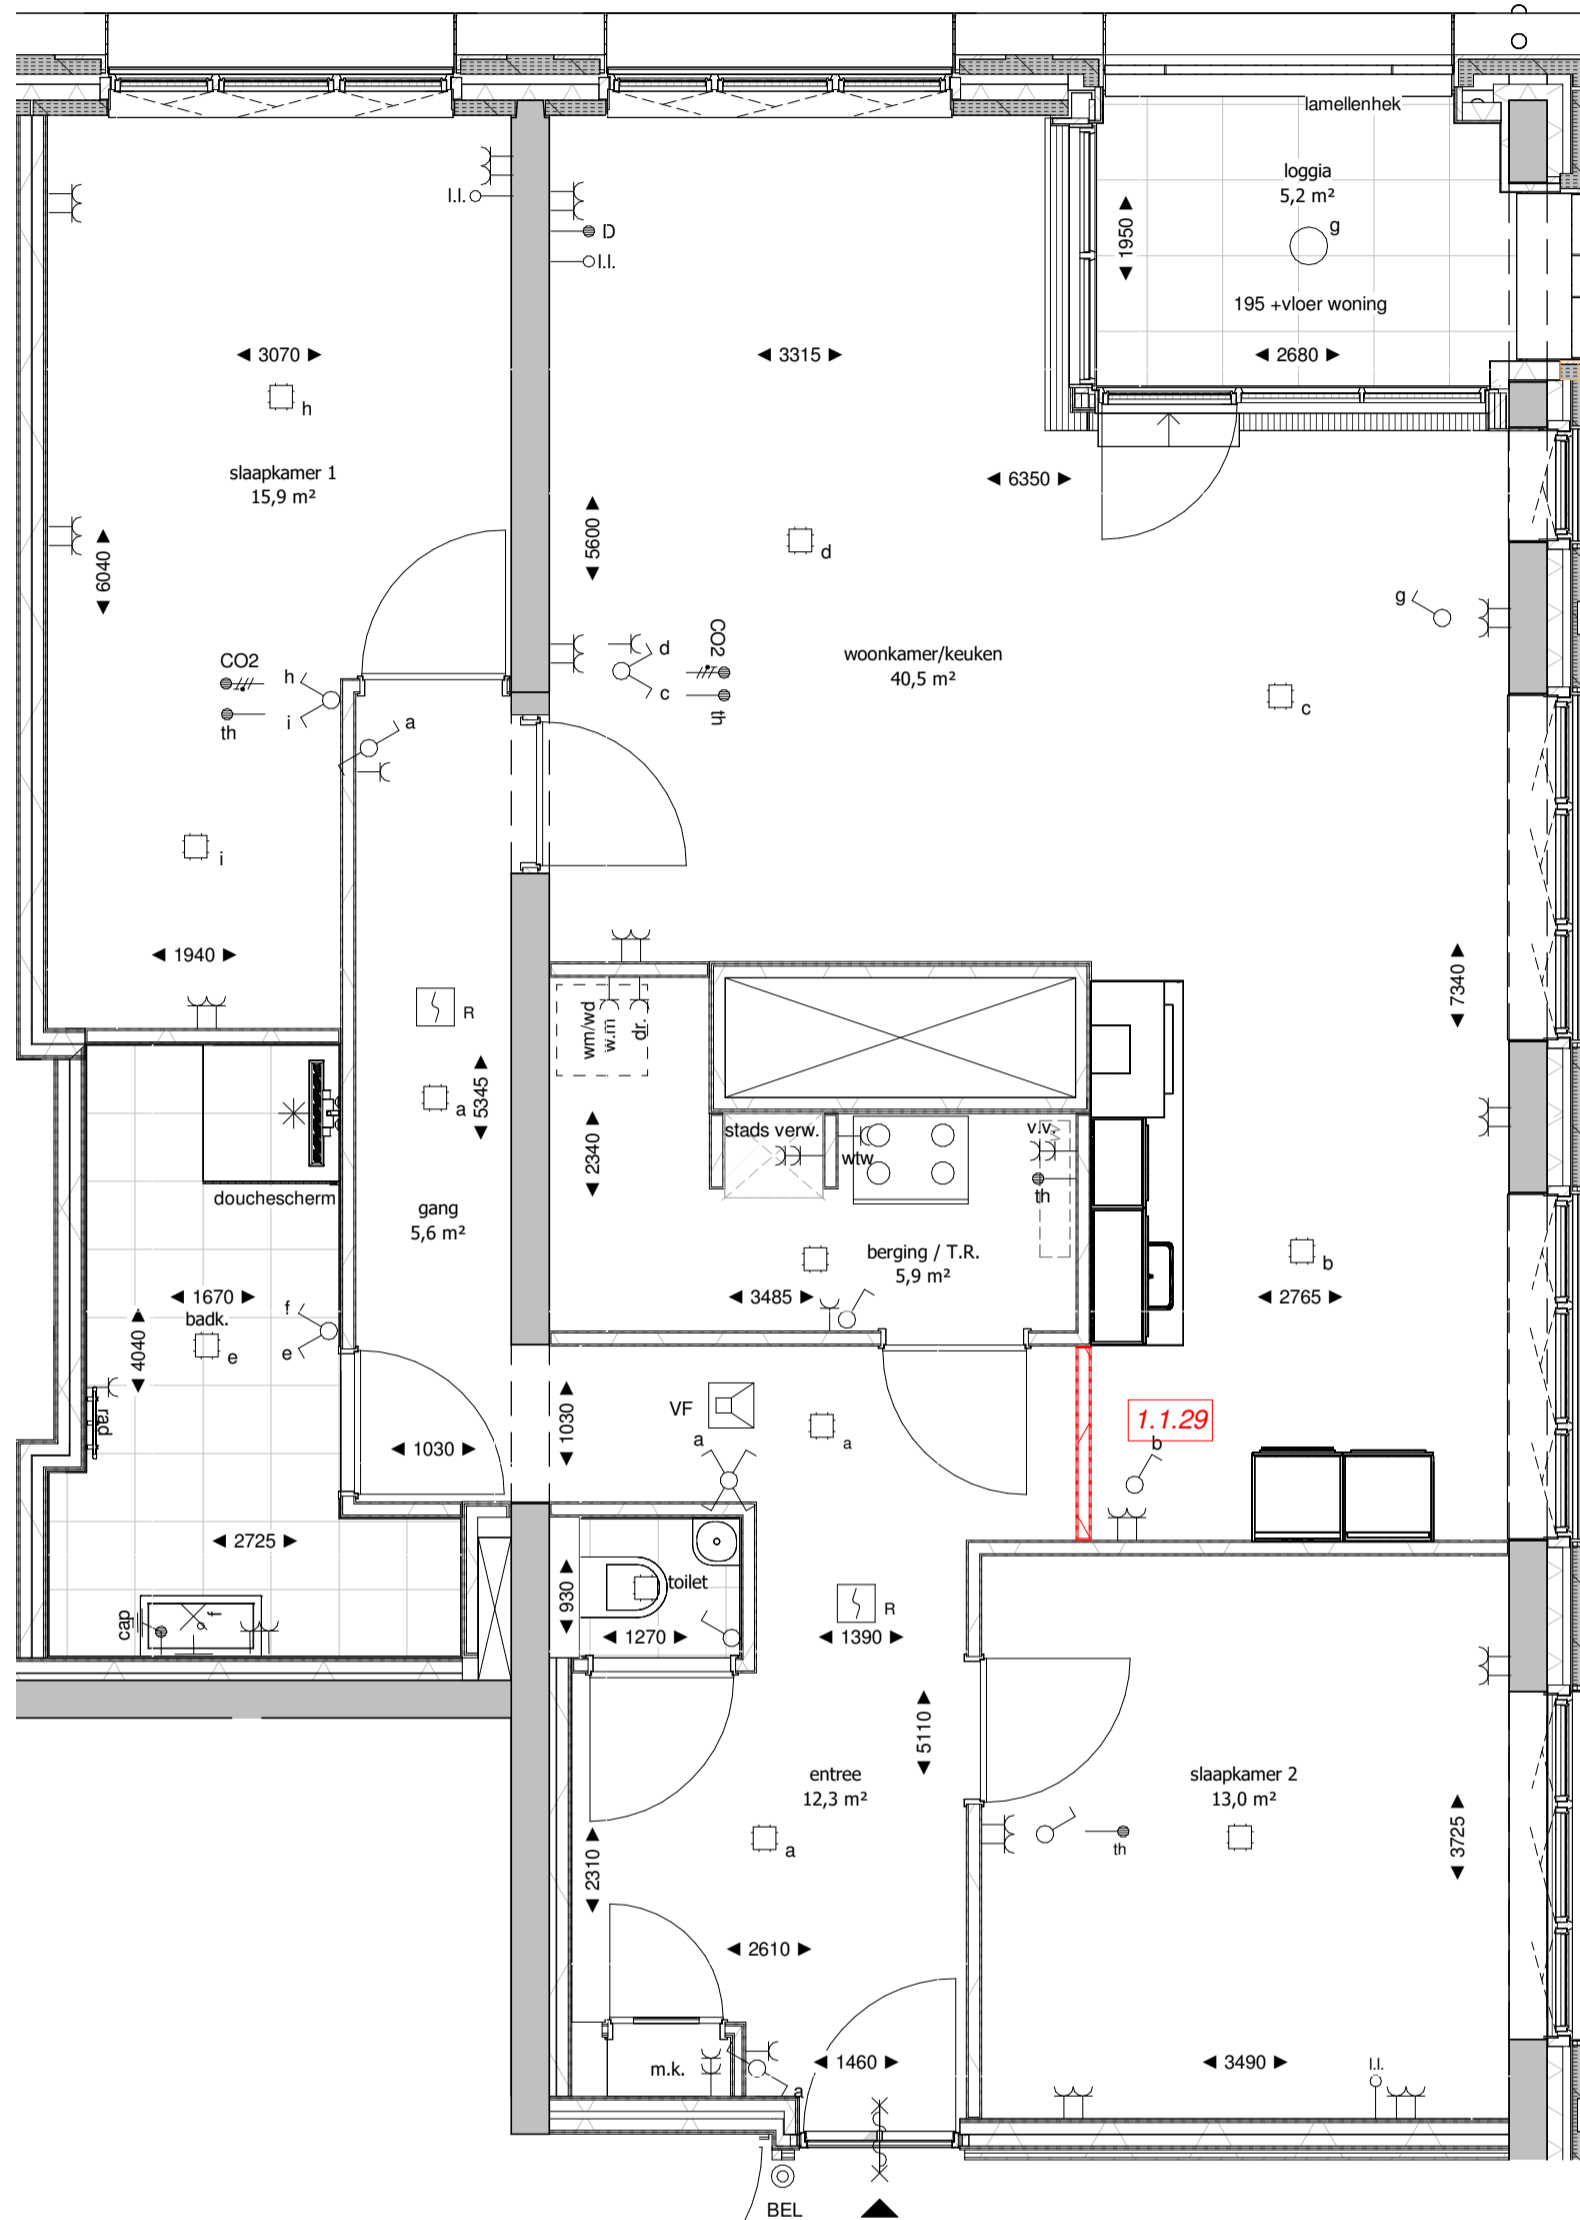 lamellenhek
loggia
5,2 m²
g
1950
195 +vloer woning
2680
l.l.
D
l.l.
3070
h
slaapkamer 1
15,9 m²
6040
3315
6350
5600
d
woonkamer/keuken
40,5 m²
g
c
CO2
th
h
i
a
d
c
CO2
th
i
1940
7340
wm/wd
w.m
dr.
R
a
5345
2340
stads verw.
wtw
v.v.
th
douchescherm
gang
5,6 m²
berging / T.R.
5,9 m²
3485
b
2765
1670
badk.
e
f
e
4040
rad
1030
1030
VF
a
a
1.1.29
b
2725
cap
f
930
toilet
1270
R
1390
5110
entree
12,3 m²
a
2310
2610
slaapkamer 2
13,0 m²
th
3725
m.k.
a
1460
3490
l.l.
BEL